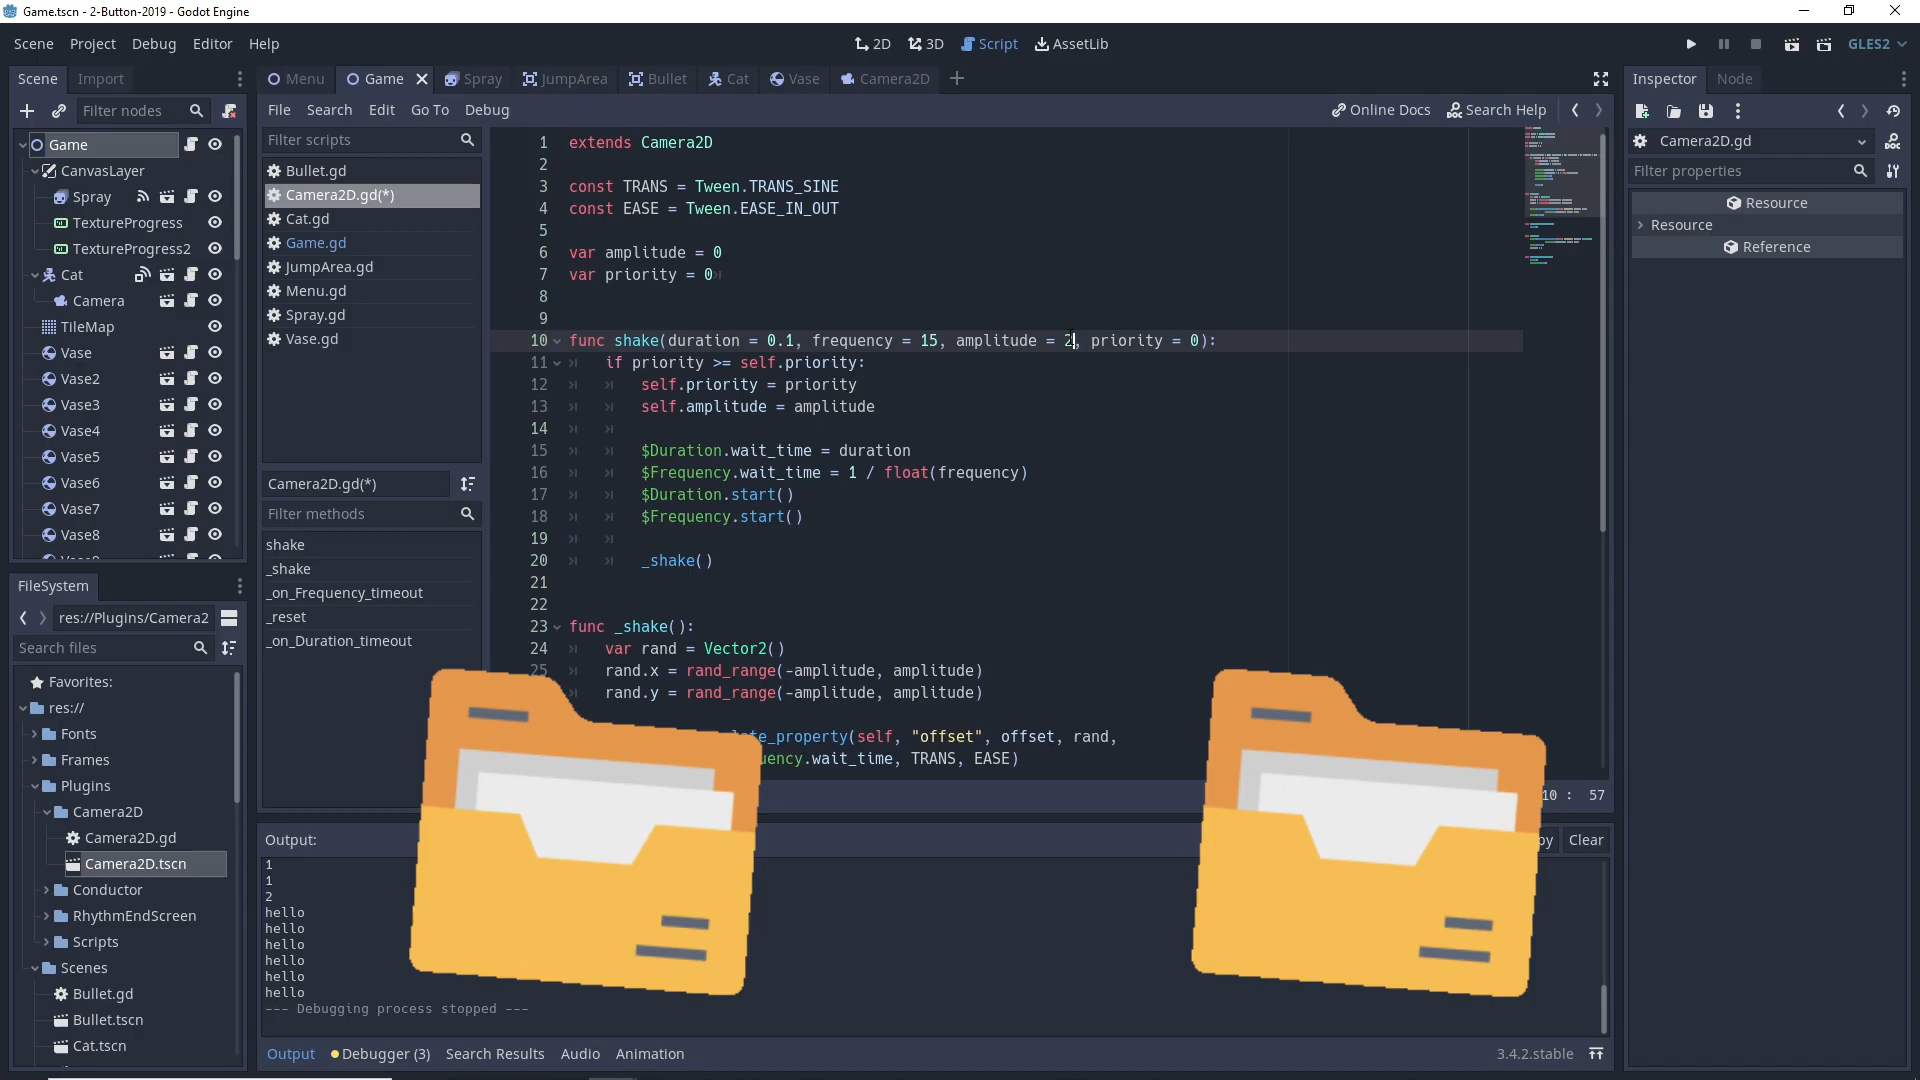 Game.tscn - 2-Button-2019 - Godot Engine
Scene Project Debug Editor Help
2D 3D Script AssetLib
GLES2
Scene Import
Menu Game Spray JumpArea Bullet Cat Vase Camera2D
Inspector Node
Filter nodes
File Search Edit Go To Debug
Online Docs Search Help
Game
CanvasLayer
Spray
TextureProgress
TextureProgress2
Cat
Camera
TileMap
Vase
Vase2
Vase3
Vase4
Vase5
Vase6
Vase7
Vase8
FileSystem
res://Plugins/Camera2
Search files
Favorites:
res://
Fonts
Frames
Plugins
Camera2D
Camera2D.gd
Camera2D.tscn
Conductor
RhythmEndScreen
Scripts
Scenes
Bullet.gd
Bullet.tscn
Cat.tscn
Filter scripts
Bullet.gd
Camera2D.gd(*)
Cat.gd
Game.gd
JumpArea.gd
Menu.gd
Spray.gd
Vase.gd
Camera2D.gd(*)
Filter methods
shake
_shake
_on_Frequency_timeout
_reset
_on_Duration_timeout
1 extends Camera2D
2
3 const TRANS = Tween.TRANS_SINE
4 const EASE = Tween.EASE_IN_OUT
5
6 var amplitude = 0
7 var priority = 0
8
9
10 func shake(duration = 0.1, frequency = 15, amplitude = 2, priority = 0):
11 if priority >= self.priority:
12 self.priority = priority
13 self.amplitude = amplitude
14
15 $Duration.wait_time = duration
16 $Frequency.wait_time = 1 / float(frequency)
17 $Duration.start()
18 $Frequency.start()
19
20 _shake()
21
22
23 func _shake():
24 var rand = Vector2()
25 rand.x = rand_range(-amplitude, amplitude)
rand.y = rand_range(-amplitude, amplitude)
te_property(self, "offset", offset, rand,
uency.wait_time, TRANS, EASE)
10 : 57
Output:
py Clear
1
1
2
hello
hello
hello
hello
hello
hello
--- Debugging process stopped ---
Output Debugger (3) Search Results Audio Animation
3.4.2.stable
Camera2D.gd
Filter properties
Resource
Resource
Reference